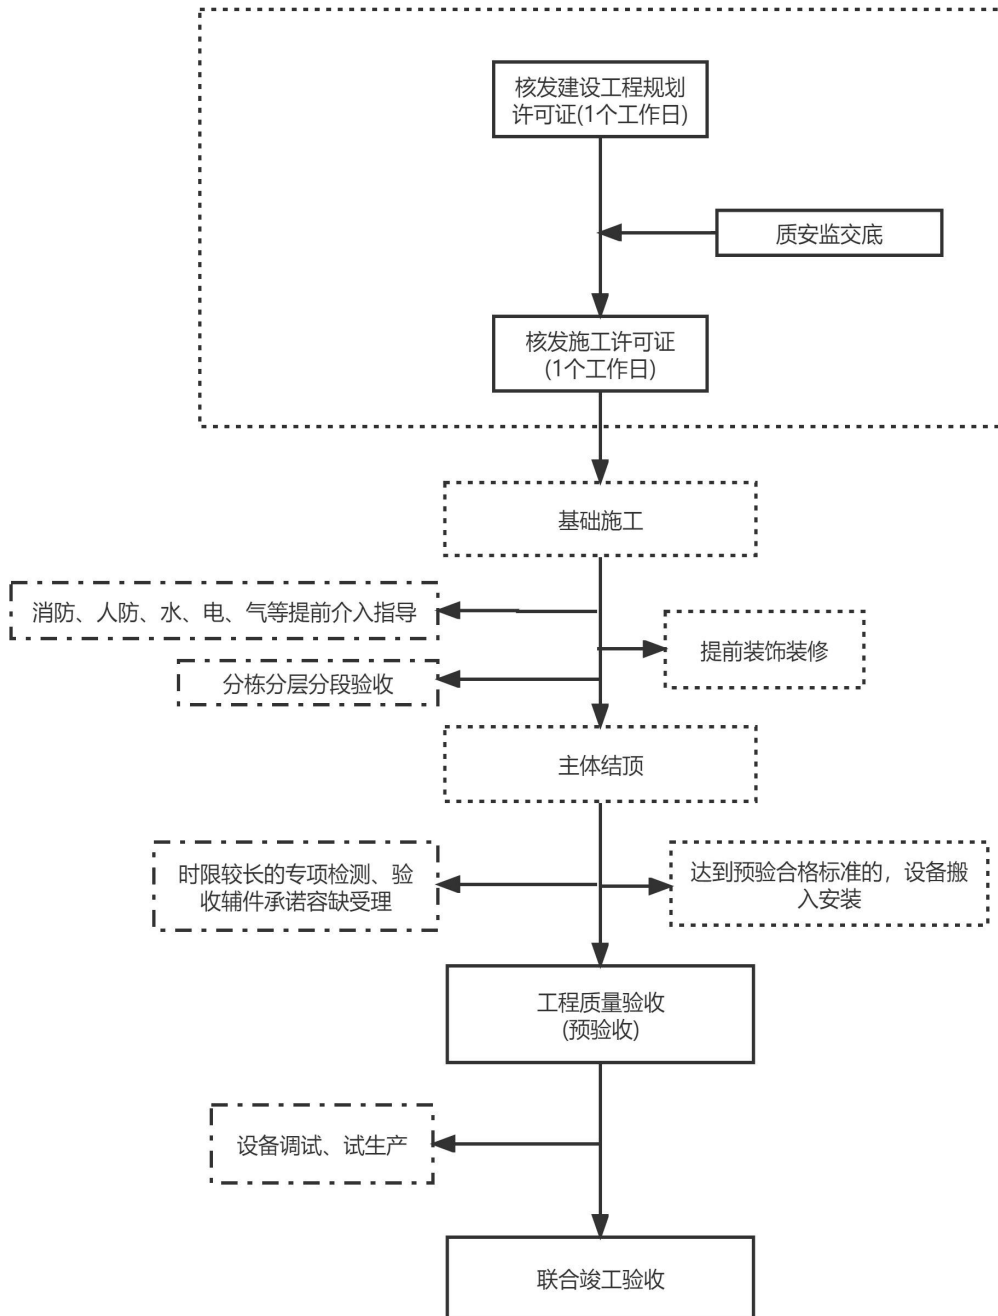 核发建设工程规划
许可证(1个工作日)
质安监交底
核发施工许可证
(1个工作日)
基础施工
消防、人防、水、电、气等提前介入指导
提前装饰装修
分栋分层分段验收
主体结顶
时限较长的专项检测、验
收辅件承诺容缺受理
达到预验合格标准的，设备搬
入安装
工程质量验收
(预验收)
设备调试、试生产
联合竣工验收